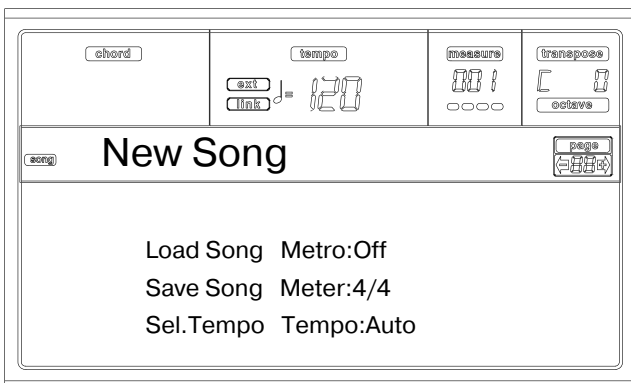 chord tempo measure transpose
ext link = 120 001 C 0
octave
song New Song page
88
Load Song Metro:Off
Save Song Meter:4/4
Sel.Tempo Tempo:Auto